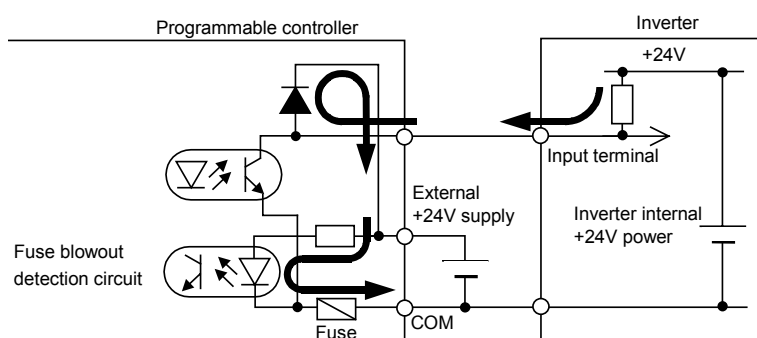 Programmable controller
Inverter
+24V
Input terminal
External
+24V supply
Inverter internal
+24V power
Fuse blowout
detection circuit
COM
Fuse